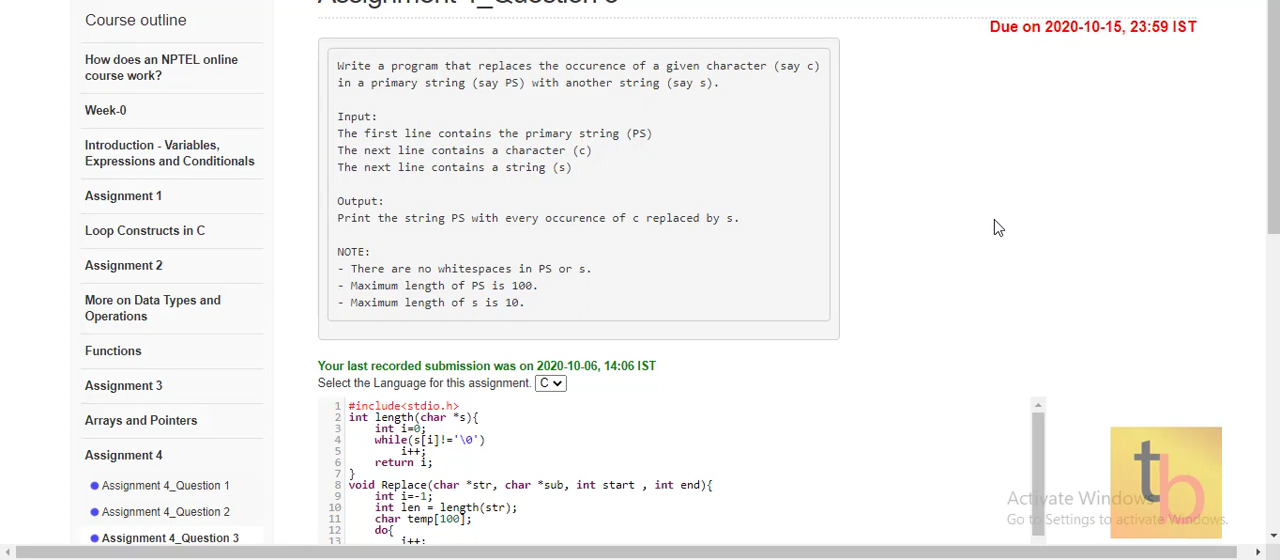 Course outline
How does an NPTEL online
course work?
Week-0
Introduction - Variables,
Expressions and Conditionals
Assignment 1
Loop Constructs in C
Assignment 2
More on Data Types and
Operations
Functions
Assignment 3
Arrays and Pointers
Assignment 4
Assignment 4_Question 1
Assignment 4_Question 2
Assignment 4_Question 3
Due on 2020-10-15, 23:59 IST
Write a program that replaces the occurence of a given character (say c)
in a primary string (say PS) with another string (say s).
Input:
The first line contains the primary string (PS)
The next line contains a character (c)
The next line contains a string (s)
Output:
Print the string PS with every occurence of c replaced by s.
NOTE:
- There are no whitespaces in PS or s.
- Maximum length of PS is 100.
- Maximum length of s is 10.
Your last recorded submission was on 2020-10-06, 14:06 IST
Select the Language for this assignment. C
1 #include<stdio.h>
2 int length(char *s){
3 int i=0;
4 while(s[i]!='\0')
5 i++;
6 return i;
7 }
8 void Replace(char *str, char *sub, int start , int end){
9 int i=-1;
10 int len = length(str);
11 char temp[100];
12 do{
13 i++;
tb
Activate Windows
Go to Settings to activate Windows.